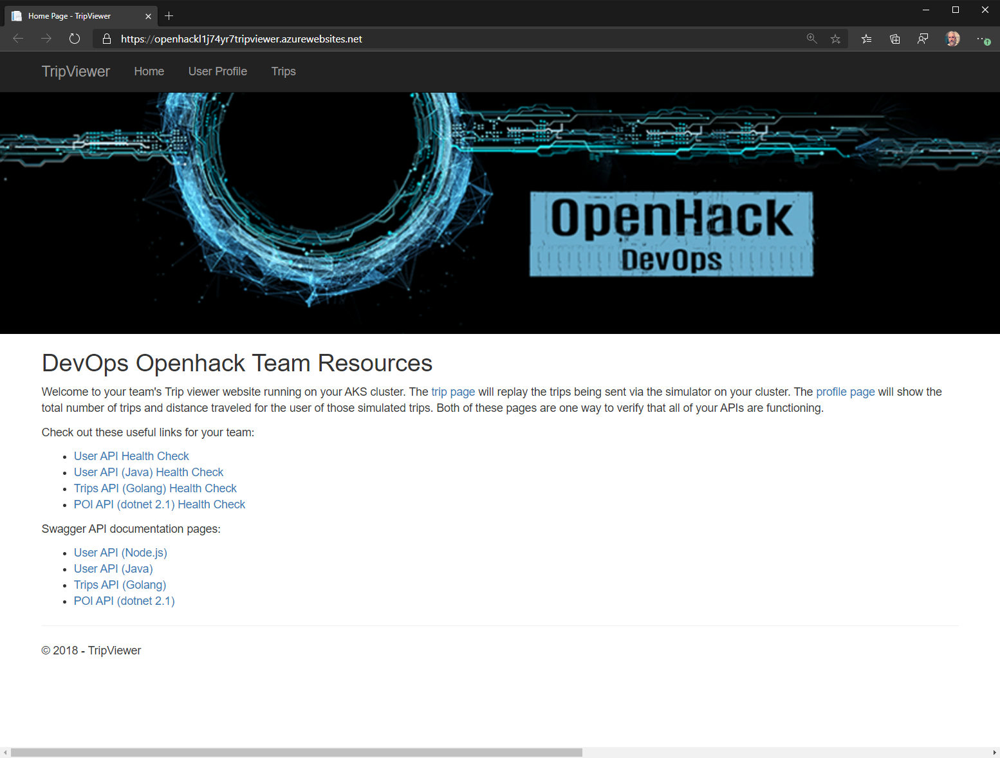 Home Page - TripViewer
https://openhackl1j74yr7tripviewer.azurewebsites.net
TripViewer Home User Profile Trips
OpenHack
DevOps
DevOps Openhack Team Resources
Welcome to your team's Trip viewer website running on your AKS cluster. The trip page will replay the trips being sent via the simulator on your cluster. The profile page will show the
total number of trips and distance traveled for the user of those simulated trips. Both of these pages are one way to verify that all of your APIs are functioning.
Check out these useful links for your team:
• User API Health Check
• User API (Java) Health Check
• Trips API (Golang) Health Check
• POI API (dotnet 2.1) Health Check
Swagger API documentation pages:
• User API (Node.js)
• User API (Java)
• Trips API (Golang)
• POI API (dotnet 2.1)
© 2018 - TripViewer